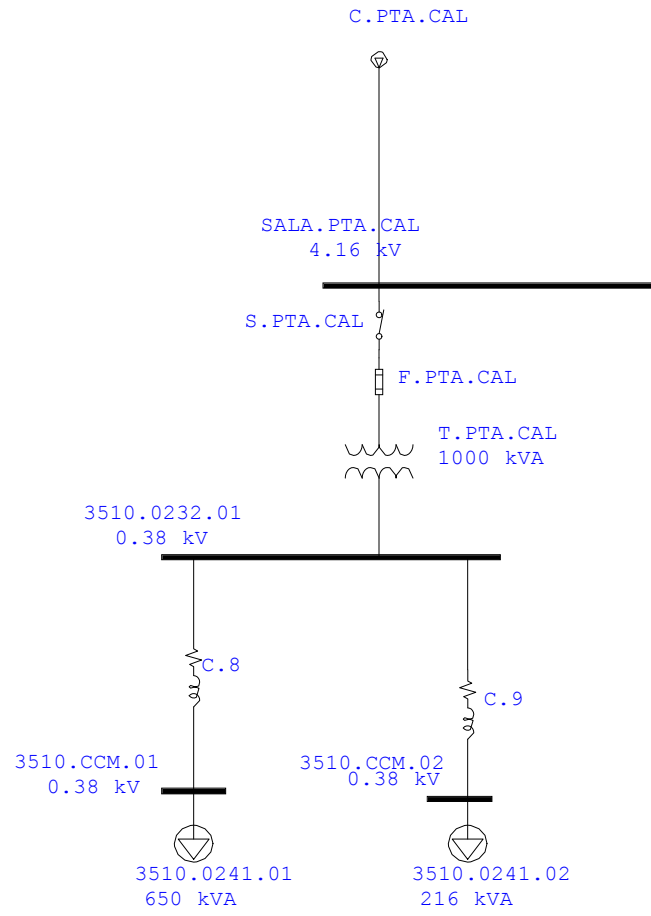 C.PTA.CAL
SALA.PTA.CAL
4.16 kV
S.PTA.CAL
F.PTA.CAL
T.PTA.CAL
1000 kVA
3510.0232.01
0.38 kV
C.8
C.9
3510.CCM.01
0.38 kV
3510.CCM.02
0.38 kV
3510.0241.01
650 kVA
3510.0241.02
216 kVA